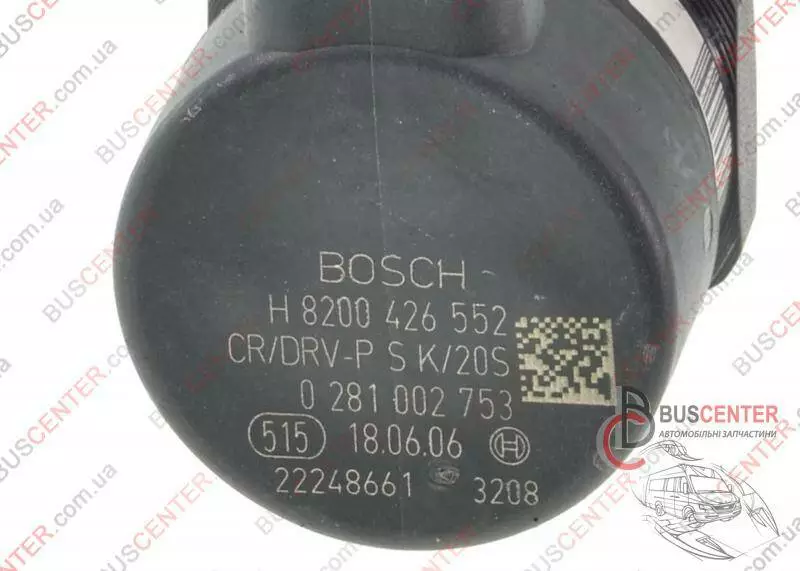 BOSCH
H 8200 426 552
CR/DRV-P S K/20S
0 281 002 753
515 18.06.06
22248661 3208
BUSCENTER
АВТОМОБІЛЬНІ ЗАПЧАСТИНИ
BUSCENTER.com.ua